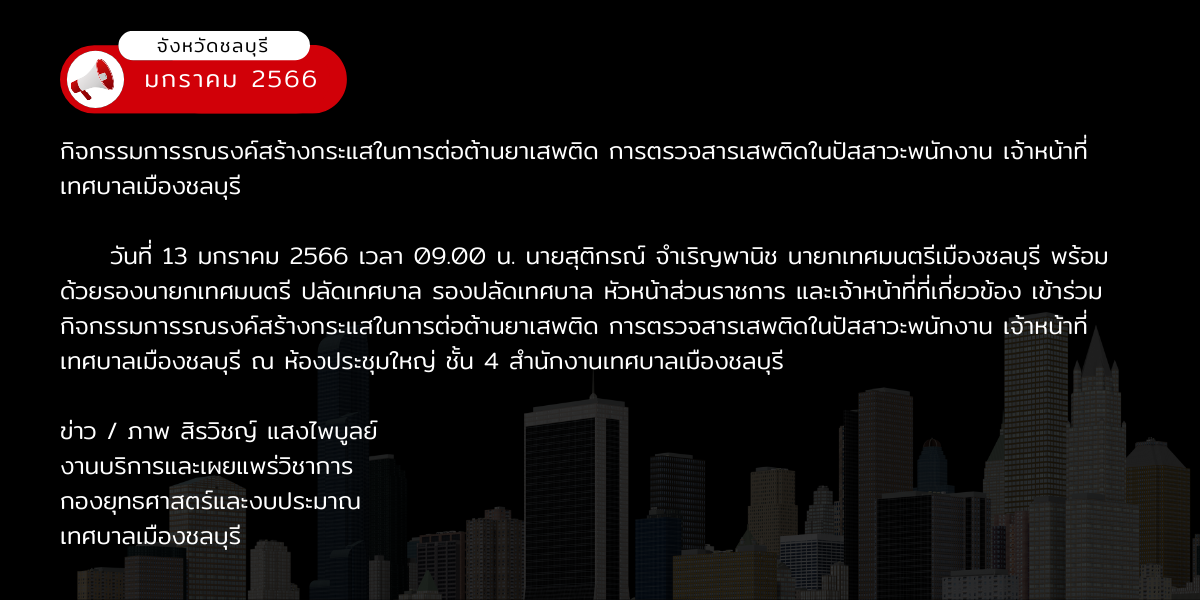 จังหวัดชลบุรี
มกราคม 2566
กิจกรรมการรณรงค์สร้างกระแสในการต่อต้านยาเสพติด การตรวจสารเสพติดในปัสสาวะพนักงาน เจ้าหน้าที่
เทศบาลเมืองชลบุรี
วันที่ 13 มกราคม 2566 เวลา 09.00 น. นายสุติกรณ์ จำเริญพานิช นายกเทศมนตรีเมืองชลบุรี พร้อม
ด้วยรองนายกเทศมนตรี ปลัดเทศบาล รองปลัดเทศบาล หัวหน้าส่วนราชการ และเจ้าหน้าที่ที่เกี่ยวข้อง เข้าร่วม
กิจกรรมการรณรงค์สร้างกระแสในการต่อต้านยาเสพติด การตรวจสารเสพติดในปัสสาวะพนักงาน เจ้าหน้าที่
เทศบาลเมืองชลบุรี ณ ห้องประชุมใหญ่ ชั้น 4 สำนักงานเทศบาลเมืองชลบุรี
ข่าว / ภาพ สิรวิชญ์ แสงไพบูลย์
งานบริการและเผยแพร่วิชาการ
กองยุทธศาสตร์และงบประมาณ
เทศบาลเมืองชลบุรี